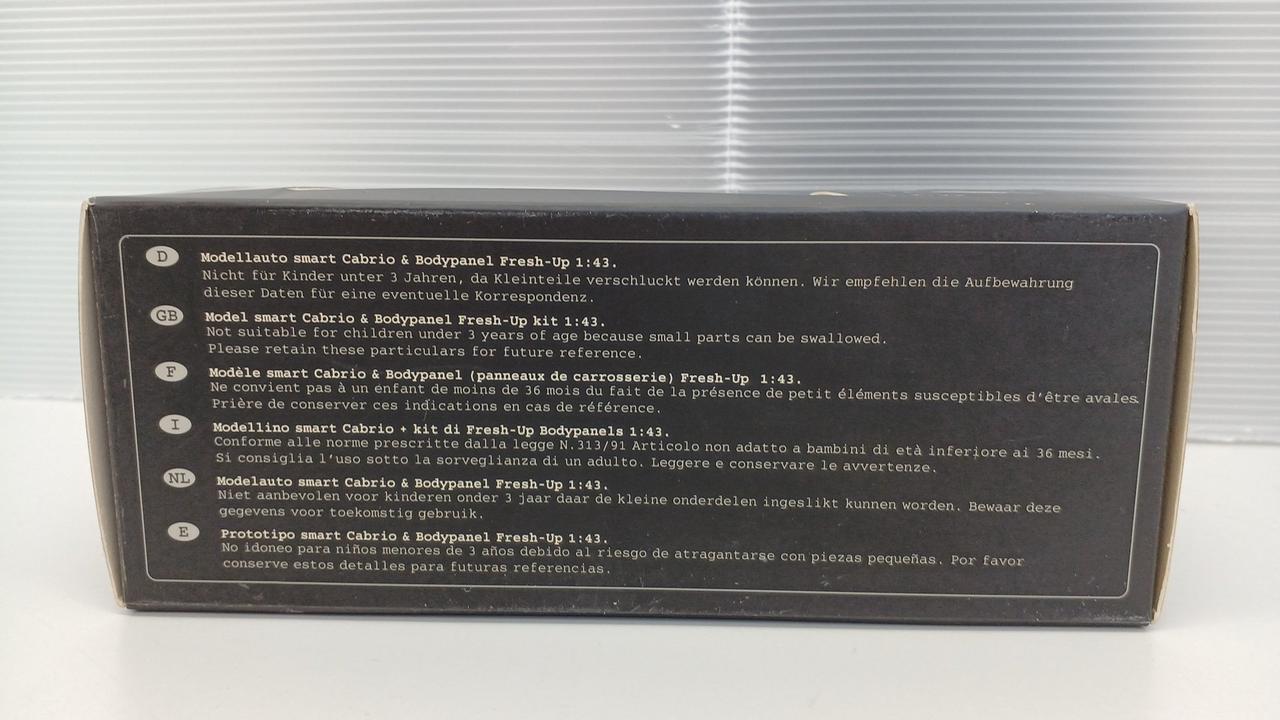 D
Modellauto smart Cabrio & Bodypanel Fresh-Up 1:43.
Nicht für Kinder unter 3 Jahren, da Kleinteile verschluckt werden können. Wir empfehlen die Aufbewahrung
dieser Daten für eine eventuelle Korrespondenz.
GB
Model smart Cabrio & Bodypanel Fresh-Up kit 1:43.
Not suitable for children under 3 years of age because small parts can be swallowed.
Please retain these particulars for future reference.
F
Modèle smart Cabrio & Bodypanel (panneaux de carrosserie) Fresh-Up 1:43.
Ne convient pas à un enfant de moins de 36 mois du fait de la présence de petit éléments susceptibles d'être avales.
Prière de conserver ces indications en cas de référence.
I
Modellino smart Cabrio + kit di Fresh-Up Bodypanels 1:43.
Conforme alle norme prescritte dalla legge N.313/91 Articolo non adatto a bambini di età inferiore ai 36 mesi.
Si consiglia l'uso sotto la sorveglianza di un adulto. Leggere e conservare le avvertenze.
NL
Modelauto smart Cabrio & Bodypanel Fresh-Up 1:43.
Niet aanbevolen voor kinderen onder 3 jaar daar de kleine onderdelen ingeslikt kunnen worden. Bewaar deze
gegevens voor toekomstig gebruik.
E
Prototipo smart Cabrio & Bodypanel Fresh-Up 1:43.
No idoneo para niños menores de 3 años debido al riesgo de atragantarse con piezas pequeñas. Por favor
conserve estos detalles para futuras referencias.